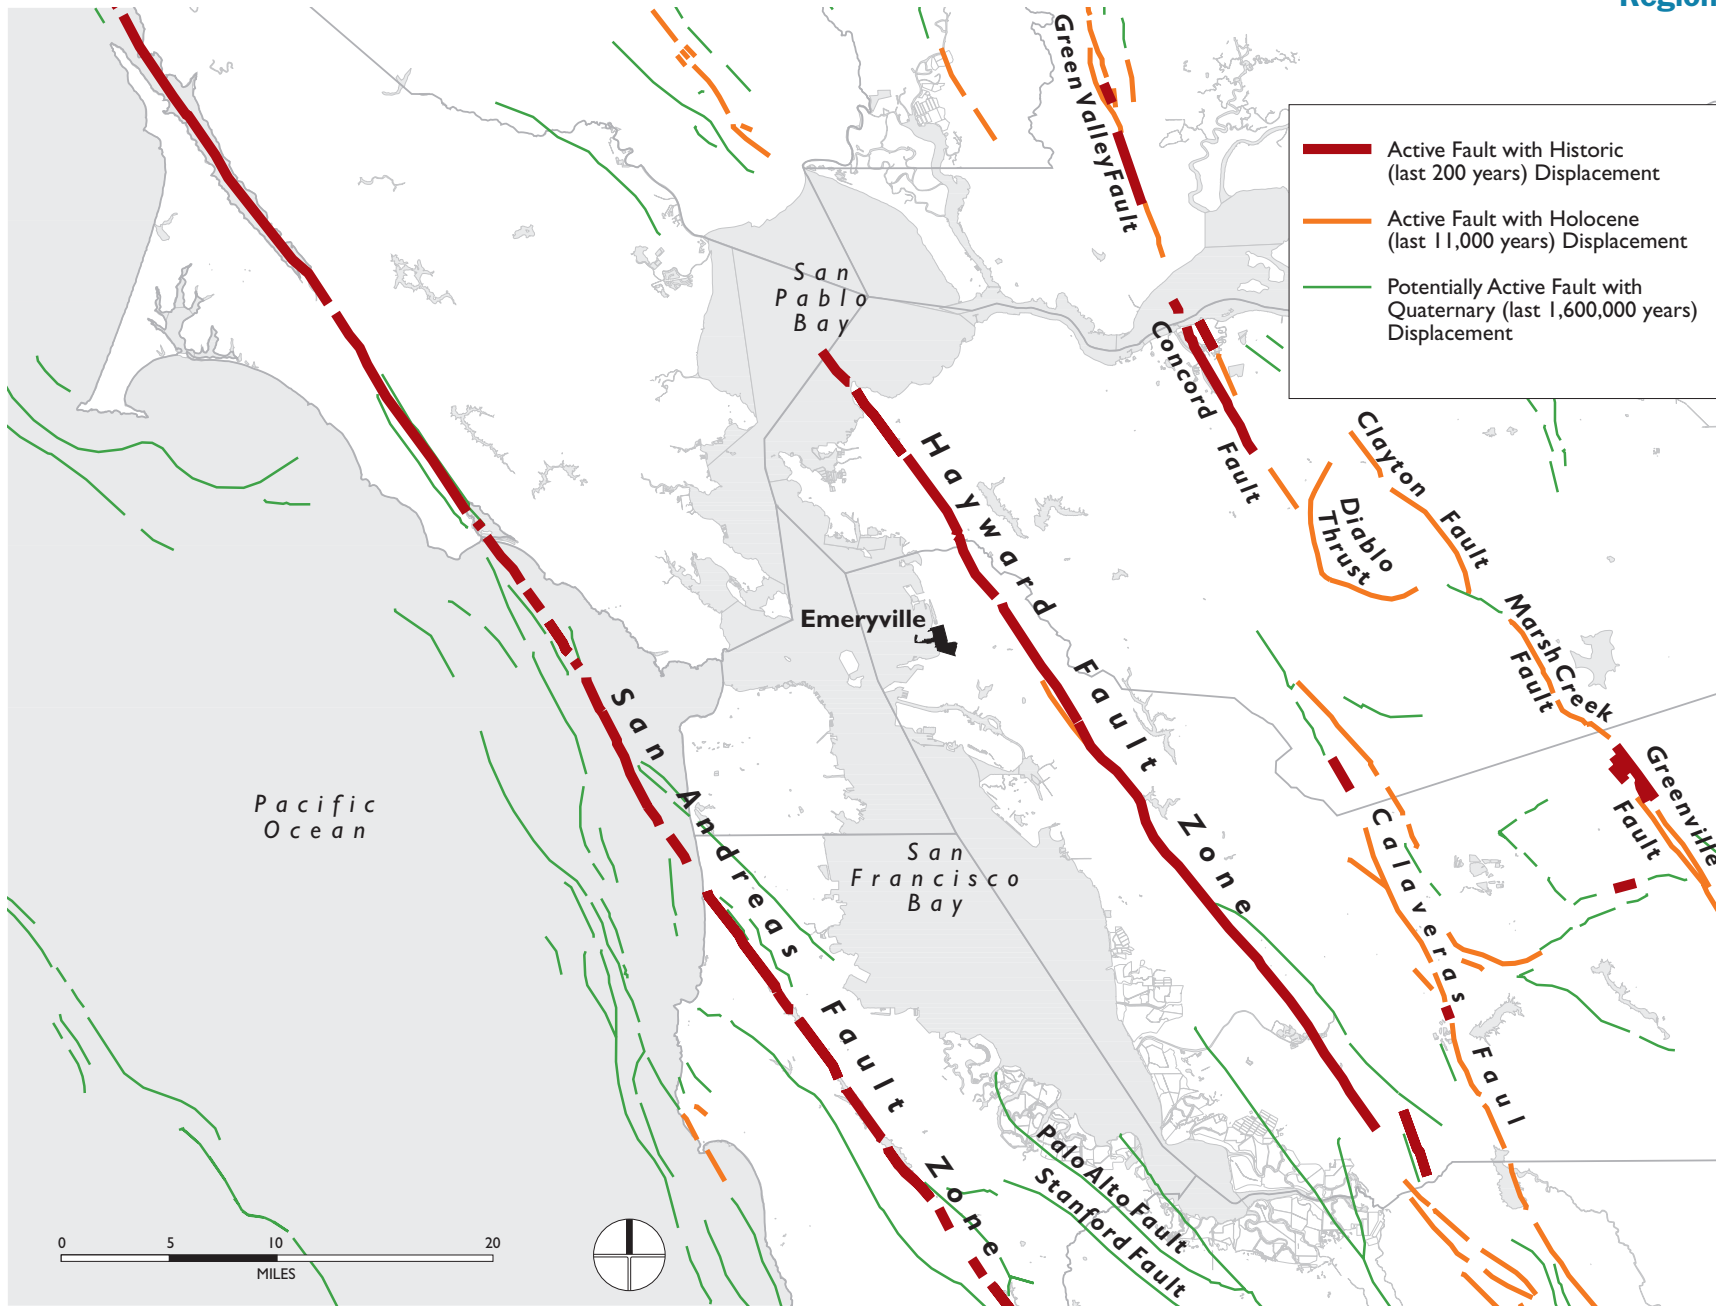 Region
Green Valley Fault
Active Fault with Historic
(last 200 years) Displacement
Active Fault with Holocene
(last 11,000 years) Displacement
Potentially Active Fault with
Quaternary (last 1,600,000 years)
Displacement
San
Pablo
Bay
Concord Fault
Clayton Fault
Hayward Fault Zone
Diablo
Thrust
Emeryville
Marsh Creek
Fault
San Andreas Fault Zone
Greenville
Fault
Pacific
Ocean
Calaveras Faul
San
Francisco
Bay
Palo Alto Fault
Stanford Fault
0 5 10 20
MILES